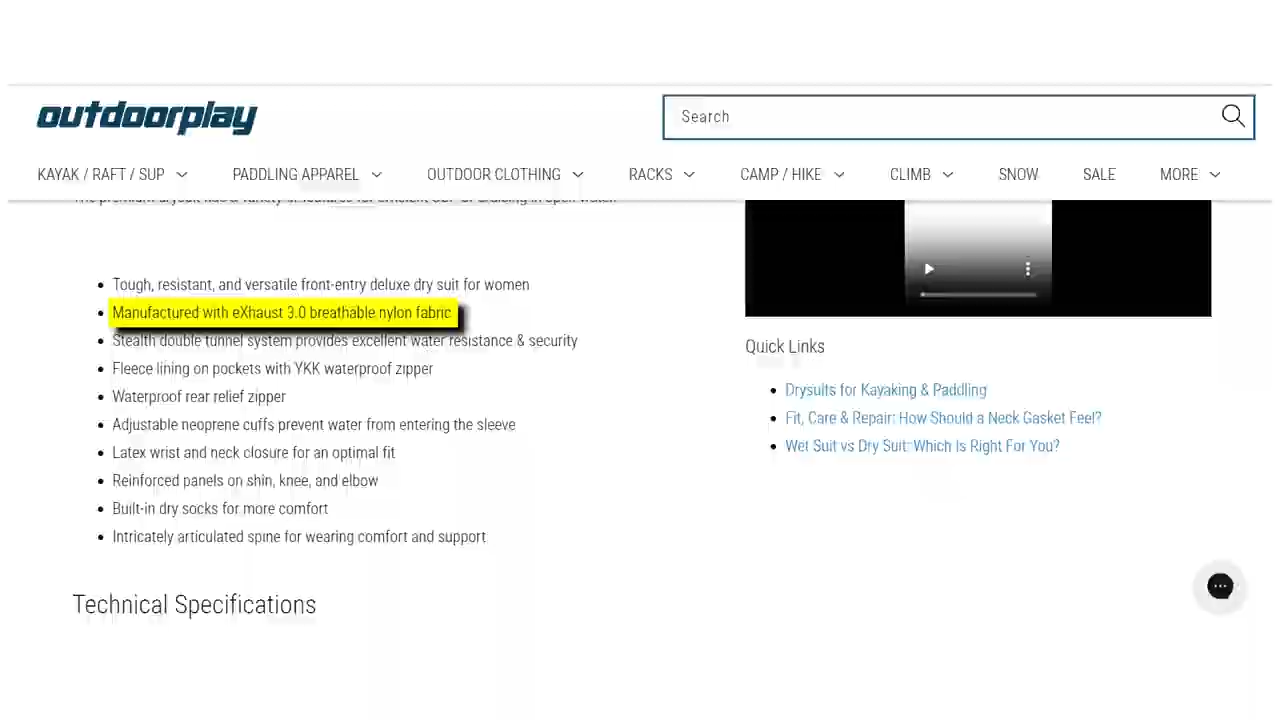 outdoorplay
Search
KAYAK / RAFT / SUP
PADDLING APPAREL
OUTDOOR CLOTHING
RACKS
CAMP / HIKE
CLIMB
SNOW
SALE
MORE
Tough, resistant, and versatile front-entry deluxe dry suit for women
Manufactured with eXhaust 3.0 breathable nylon fabric
Stealth double tunnel system provides excellent water resistance & security
Fleece lining on pockets with YKK waterproof zipper
Waterproof rear relief zipper
Adjustable neoprene cuffs prevent water from entering the sleeve
Latex wrist and neck closure for an optimal fit
Reinforced panels on shin, knee, and elbow
Built-in dry socks for more comfort
Intricately articulated spine for wearing comfort and support
Technical Specifications
Quick Links
Drysuits for Kayaking & Paddling
Fit, Care & Repair: How Should a Neck Gasket Feel?
Wet Suit vs Dry Suit: Which Is Right For You?